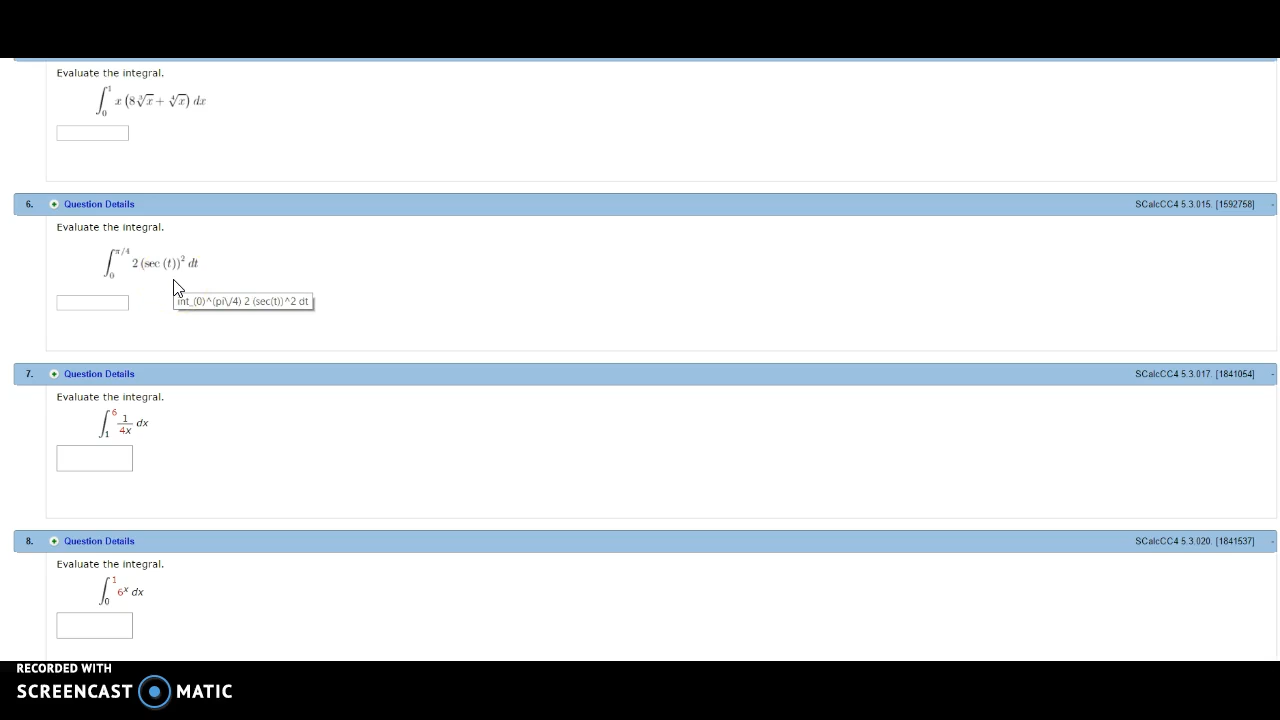 Evaluate the integral.
∫₀¹ x (8∛x + ∜x) dx
6. Question Details SCalcCC4 5.3.015. [1592758] -
Evaluate the integral.
∫₀^(π/4) 2 (sec (t))² dt
int_(0)^(pi\/4) 2 (sec(t))^2 dt
7. Question Details SCalcCC4 5.3.017. [1841054] -
Evaluate the integral.
∫₁⁶ 1/4x dx
8. Question Details SCalcCC4 5.3.020. [1841537] -
Evaluate the integral.
∫₀¹ 6ˣ dx
RECORDED WITH
SCREENCAST MATIC